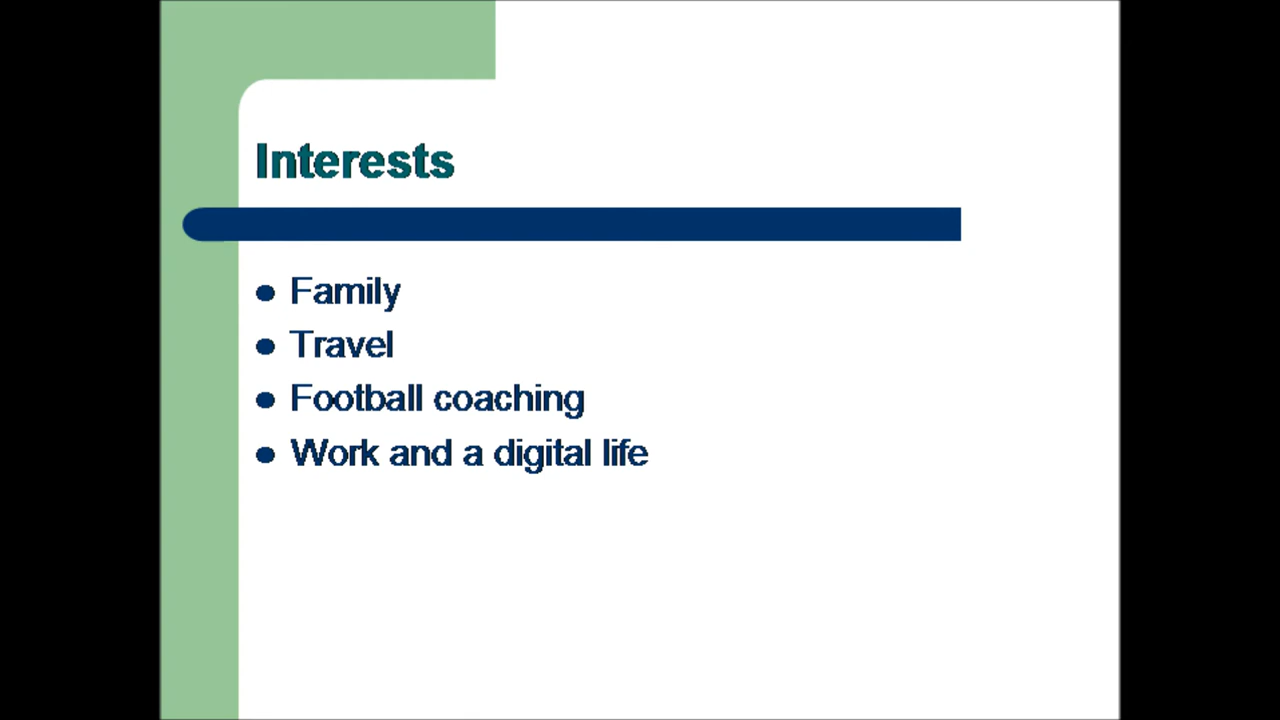 Interests
Family
Travel
Football coaching
Work and a digital life